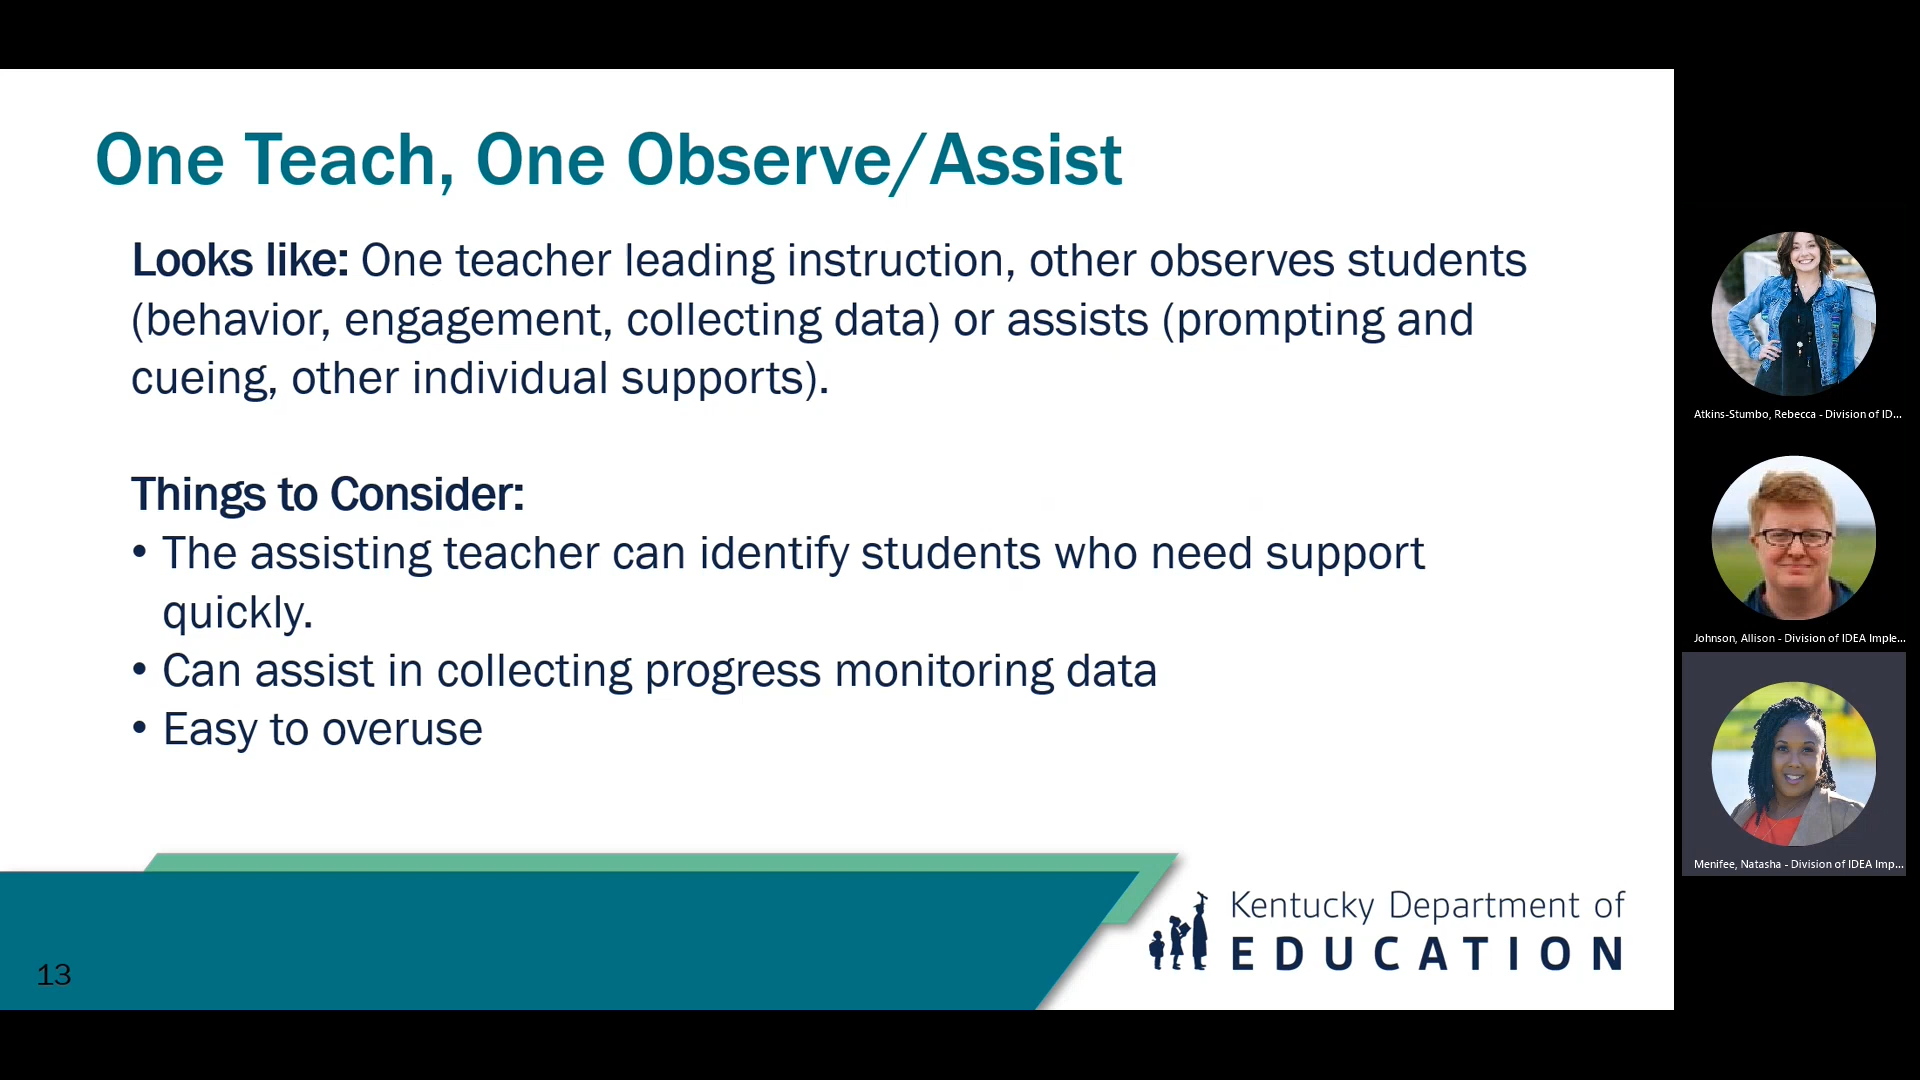 One Teach, One Observe/Assist
Looks like: One teacher leading instruction, other observes students
(behavior, engagement, collecting data) or assists (prompting and
cueing, other individual supports).
Things to Consider:
• The assisting teacher can identify students who need support
quickly.
• Can assist in collecting progress monitoring data
• Easy to overuse
13
Kentucky Department of
EDUCATION
Atkins-Stumbo, Rebecca - Division of ID...
Johnson, Allison - Division of IDEA Imple...
Menifee, Natasha - Division of IDEA Imp...